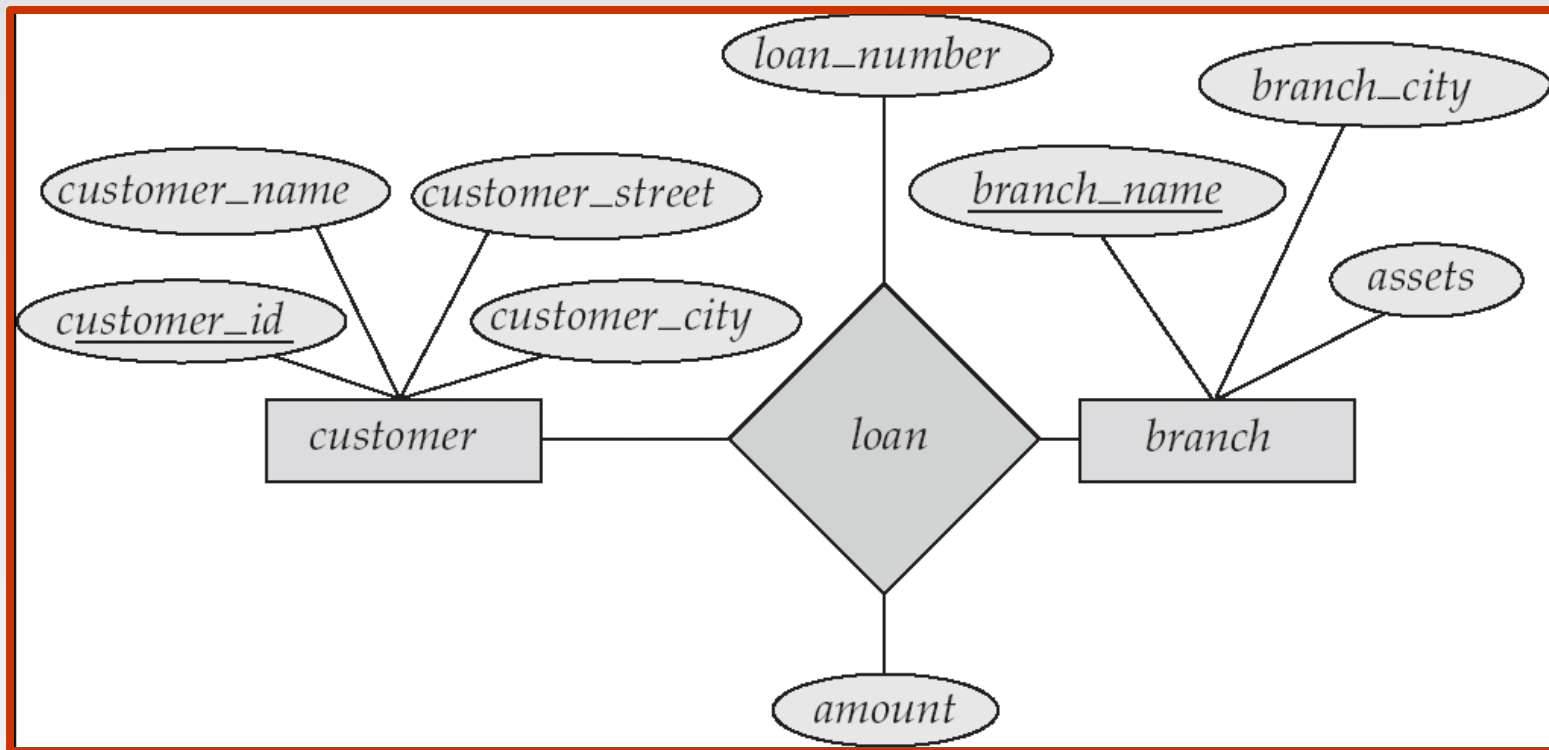 loan_number
branch_city
customer_name
customer_street
branch_name
customer_id
customer_city
assets
customer
loan
branch
amount